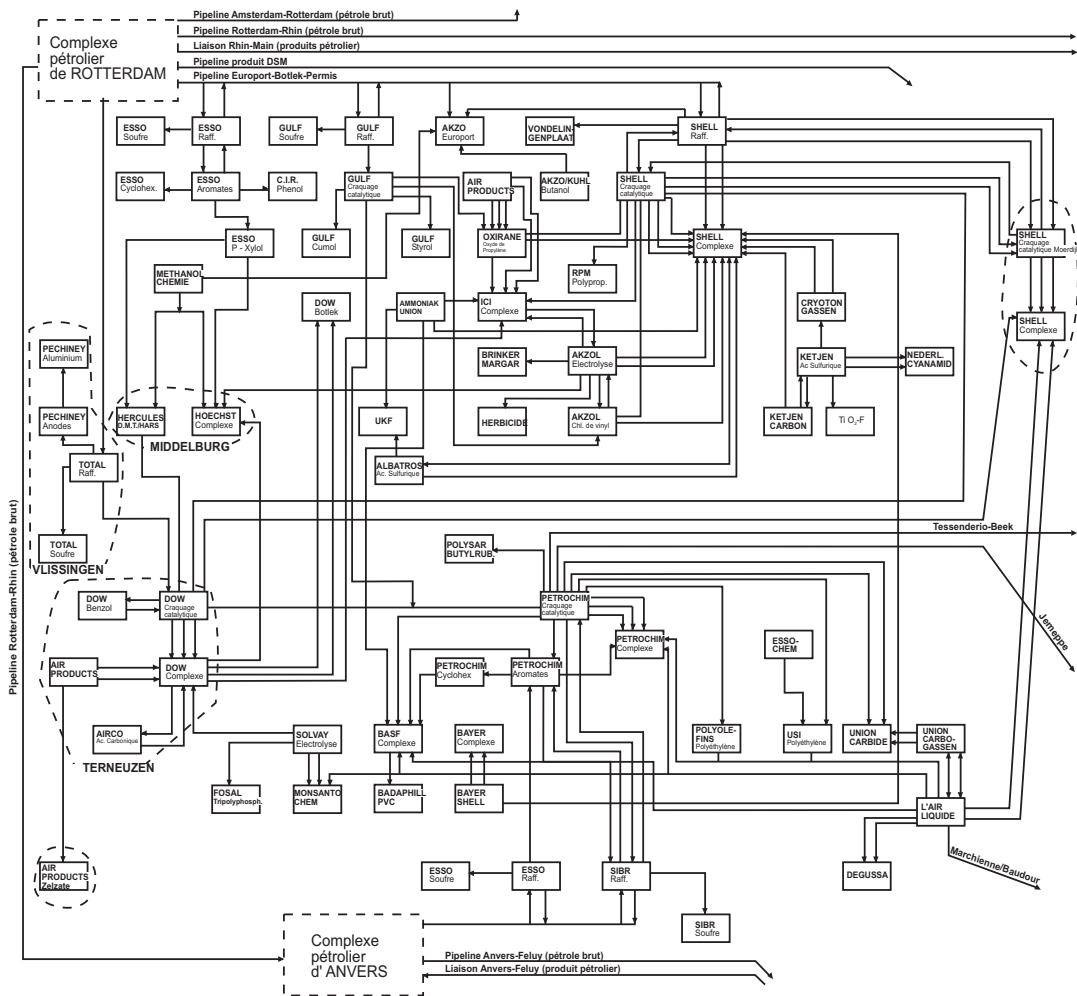 Pipeline Amsterdam-Rotterdam (pétrole brut)
Pipeline Rotterdam-Rhin (pétrole brut)
Liaison Rhin-Main (produits pétrolier)
Pipeline produit DSM
Pipeline Europort-Botlek-Permis
Complexe
pétrolier
de ROTTERDAM
ESSO
Soufre
ESSO
Raff.
GULF
Soufre
GULF
Raff.
AKZO
Europort
VONDELIN-
GENPLAAT
SHELL
Raff.
ESSO
Cyclohex.
ESSO
Aromates
C.I.R.
Phenol
GULF
Craquage
catalytique
AIR
PRODUCTS
AKZO/KUHL
Butanol
SHELL
Craquage
catalytique
ESSO
P - Xylol
GULF
Cumol
GULF
Styrol
OXIRANE
Oxyde de
Propylène
SHELL
Complexe
SHELL
Craquage
catalytique Moerdijk
METHANOL
CHEMIE
RPM
Polyprop.
DOW
Botlek
AMMONIAK
UNION
ICI
Complexe
CRYOTON
GASSEN
SHELL
Complexe
PECHINEY
Aluminium
BRINKER
MARGAR
AKZOL
Electrolyse
KETJEN
Ac Sulfurique
NEDERL.
CYANAMID
PECHINEY
Anodes
HERCULES
D.M.T./HARS
HOECHST
Complexe
UKF
HERBICIDE
AKZOL
Chl. de vinyl
KETJEN
CARBON
Ti O2-F
MIDDELBURG
TOTAL
Raff.
ALBATROS
Ac. Sulfurique
TOTAL
Soufre
VLISSINGEN
Tessenderio-Beek
POLYSAR
BUTYLRUB.
DOW
Benzol
DOW
Craquage
catalytique
PETROCHIM
Craquage
catalytique
Jemeppe
PETROCHIM
Complexe
ESSO-
CHEM
AIR
PRODUCTS
DOW
Complexe
PETROCHIM
Cyclohex
PETROCHIM
Aromates
Pipeline Rotterdam-Rhin (pétrole brut)
AIRCO
Ac. Carbonique
SOLVAY
Electrolyse
BASF
Complexe
BAYER
Complexe
POLYOLE-
FINS
Polyéthylène
USI
Polyéthylène
UNION
CARBIDE
UNION
CARBO-
GASSEN
TERNEUZEN
FOSAL
Tripolyphosph.
MONSANTO
CHEM
BADAPHILL
PVC
BAYER
SHELL
L'AIR
LIQUIDE
AIR
PRODUCTS
Zelzate
ESSO
Soufre
ESSO
Raff.
SIBR
Raff.
DEGUSSA
Marchienne/Baudour
SIBR
Soufre
Complexe
pétrolier
d' ANVERS
Pipeline Anvers-Feluy (pétrole brut)
Liaison Anvers-Feluy (produit pétrolier)